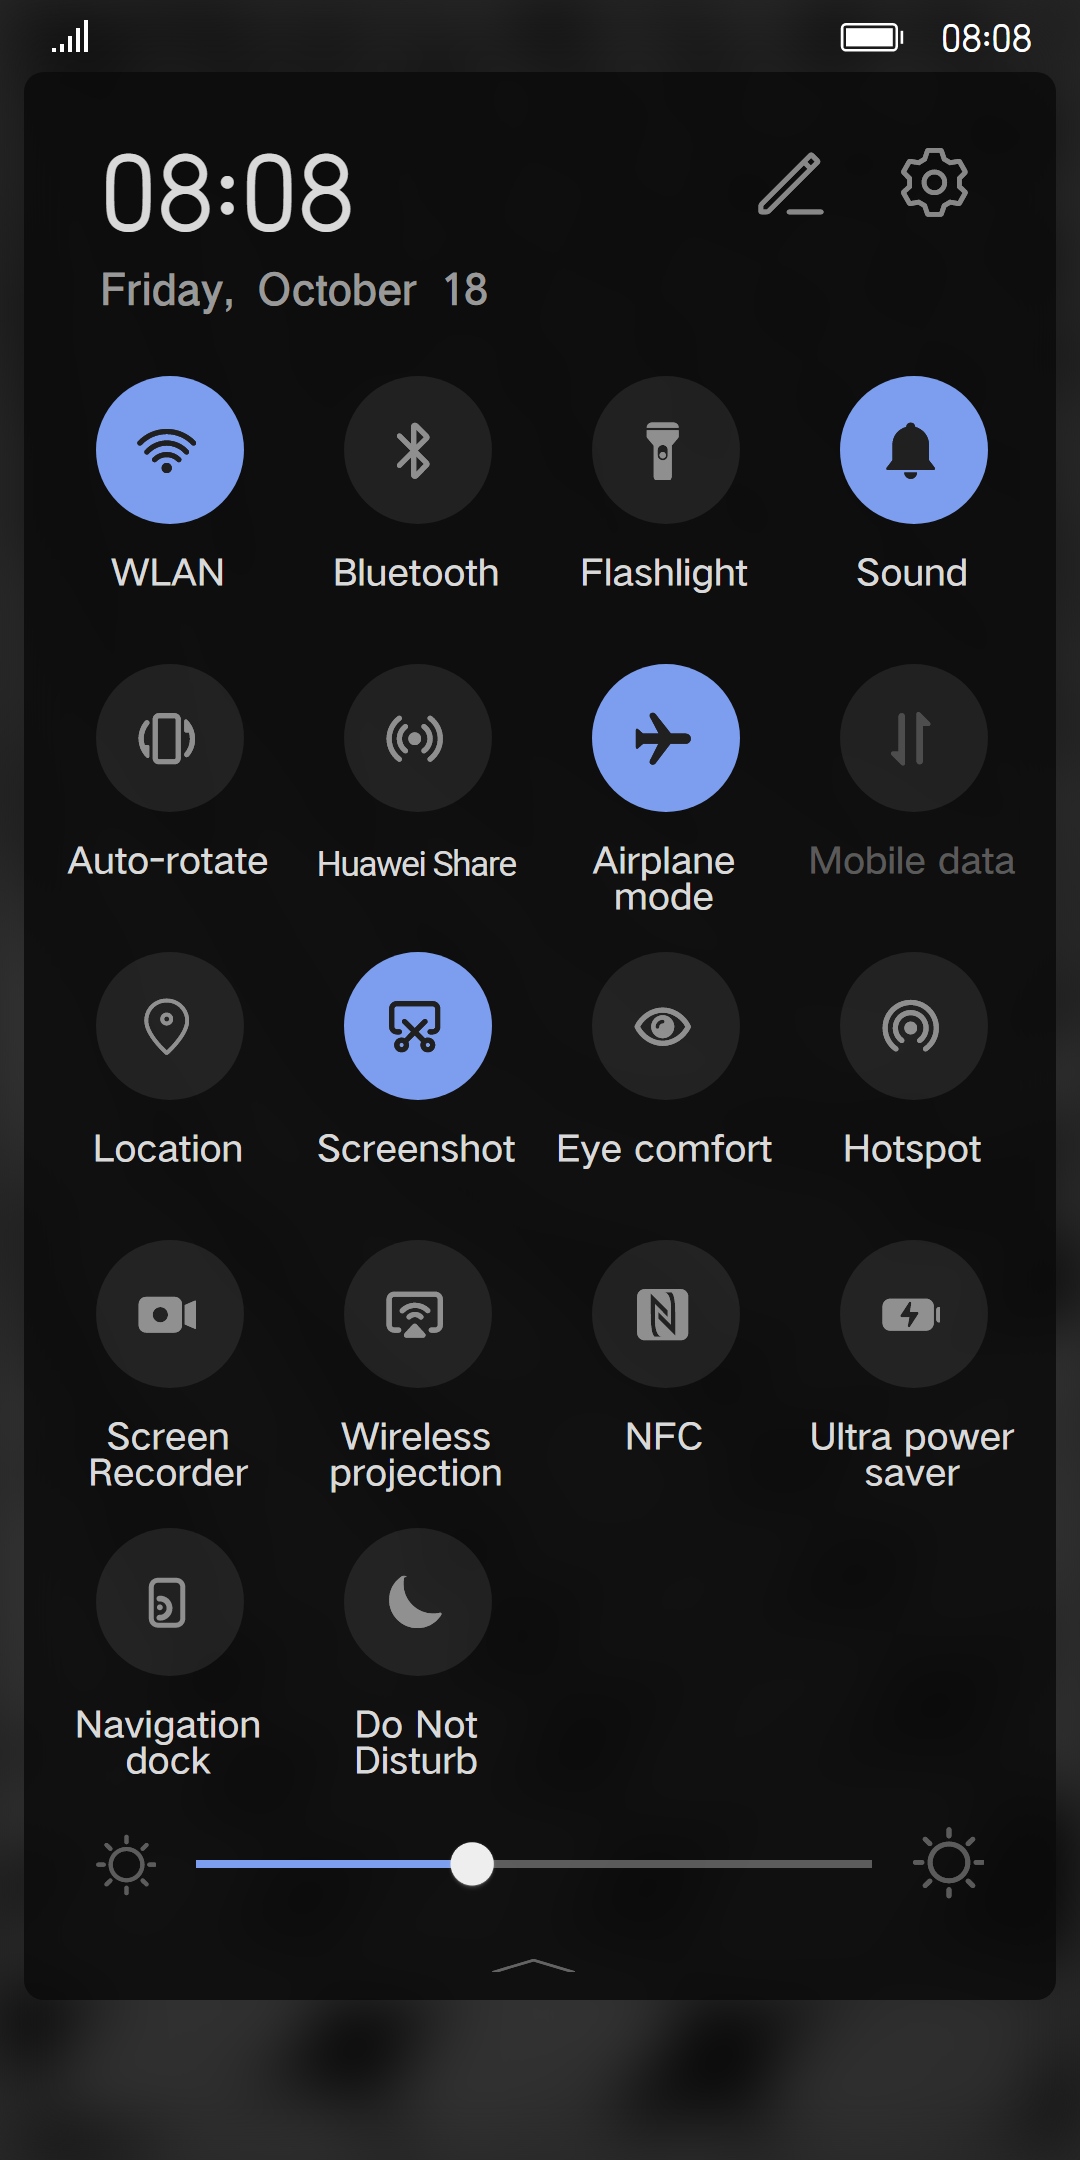 08:08
08:08
Friday, October 18
WLAN
Bluetooth
Flashlight
Sound
Auto-rotate
Huawei Share
Airplane
mode
Mobile data
Location
Screenshot
Eye comfort
Hotspot
Screen
Recorder
Wireless
projection
NFC
Ultra power
saver
Navigation
dock
Do Not
Disturb